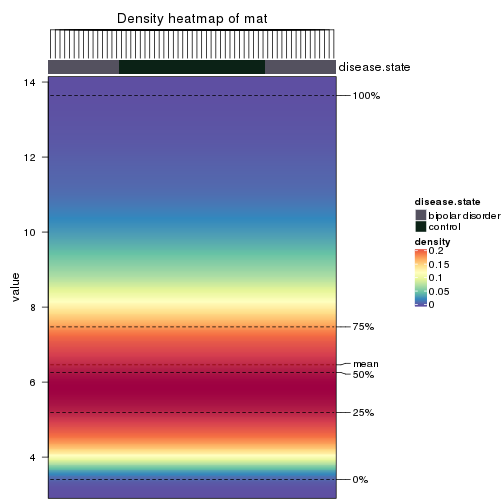 Density heatmap of mat
disease.state
14
100%
12
10
value
8
75%
mean
6
50%
25%
4
0%
disease.state
bipolar disorder
control
density
0.2
0.15
0.1
0.05
0